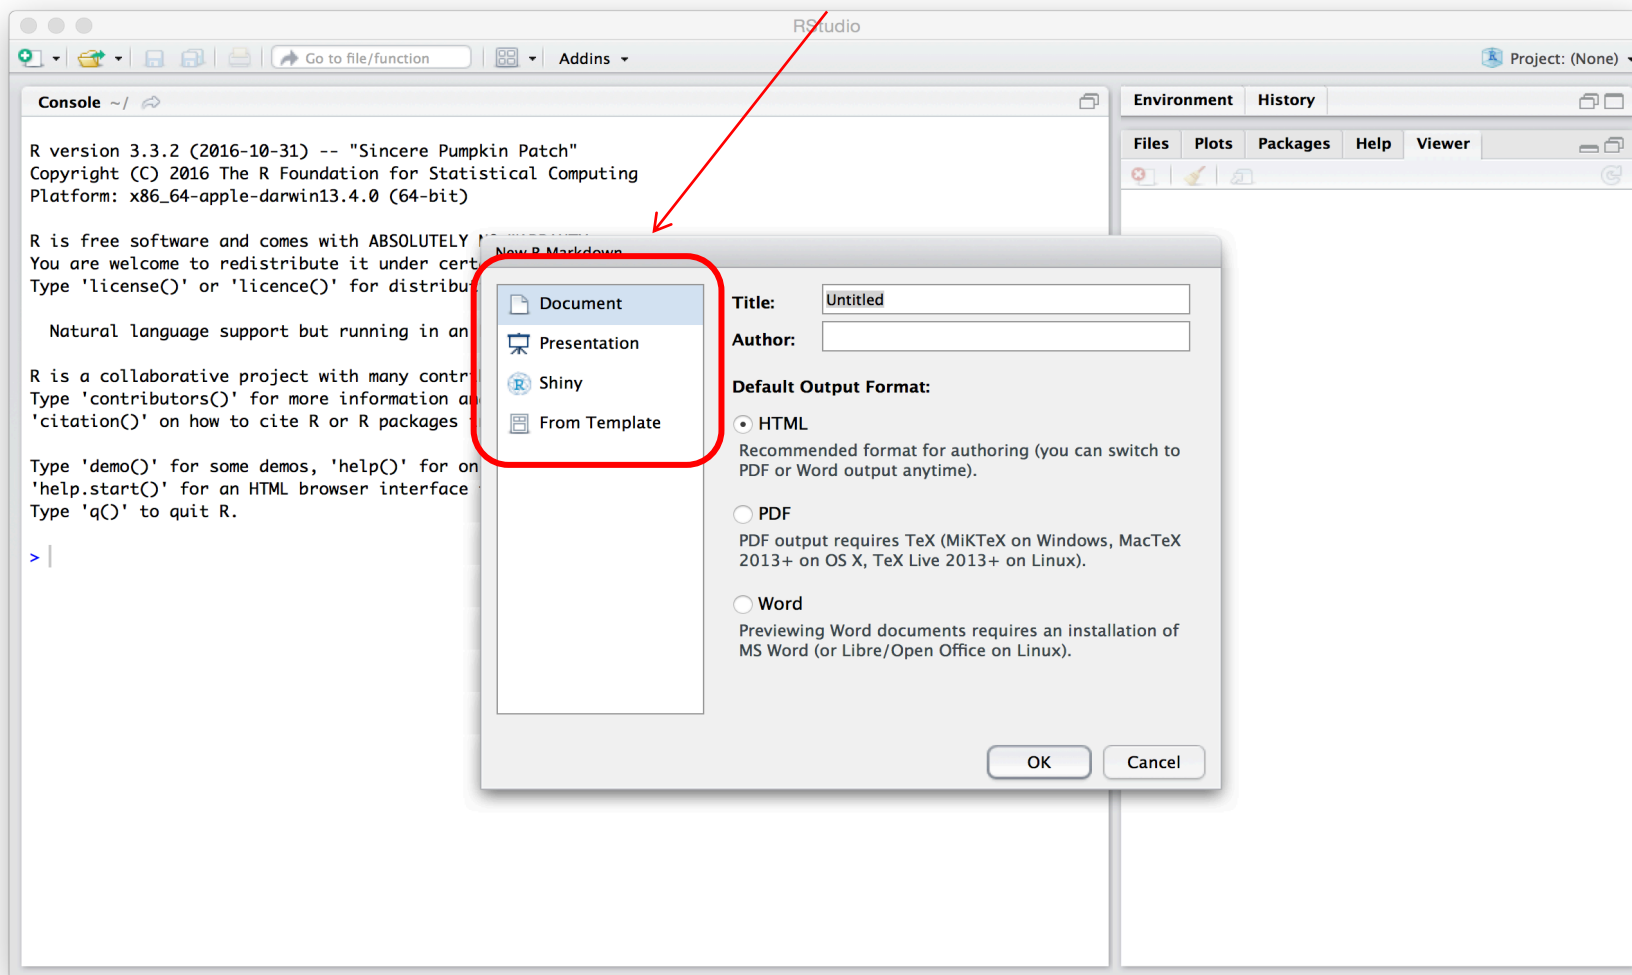 RStudio
Go to file/function
Addins
Project: (None)
Console ~/
R version 3.3.2 (2016-10-31) -- "Sincere Pumpkin Patch"
Copyright (C) 2016 The R Foundation for Statistical Computing
Platform: x86_64-apple-darwin13.4.0 (64-bit)
R is free software and comes with ABSOLUTELY
You are welcome to redistribute it under
Type 'license()' or 'licence()' for
Natural language support but running in an
R is a collaborative project with many
Type 'contributors()' for more information
'citation()' on how to cite R or R packages
Type 'demo()' for some demos, 'help()' for
'help.start()' for an HTML browser interface
Type 'q()' to quit R.
>
Environment History
Files Plots Packages Help Viewer
New R Markdown
Document
Presentation
R Shiny
From Template
Title: Untitled
Author:
Default Output Format:
HTML
Recommended format for authoring (you can switch to
PDF or Word output anytime).
PDF
PDF output requires TeX (MiKTeX on Windows, MacTeX
2013+ on OS X, TeX Live 2013+ on Linux).
Word
Previewing Word documents requires an installation of
MS Word (or Libre/Open Office on Linux).
OK Cancel